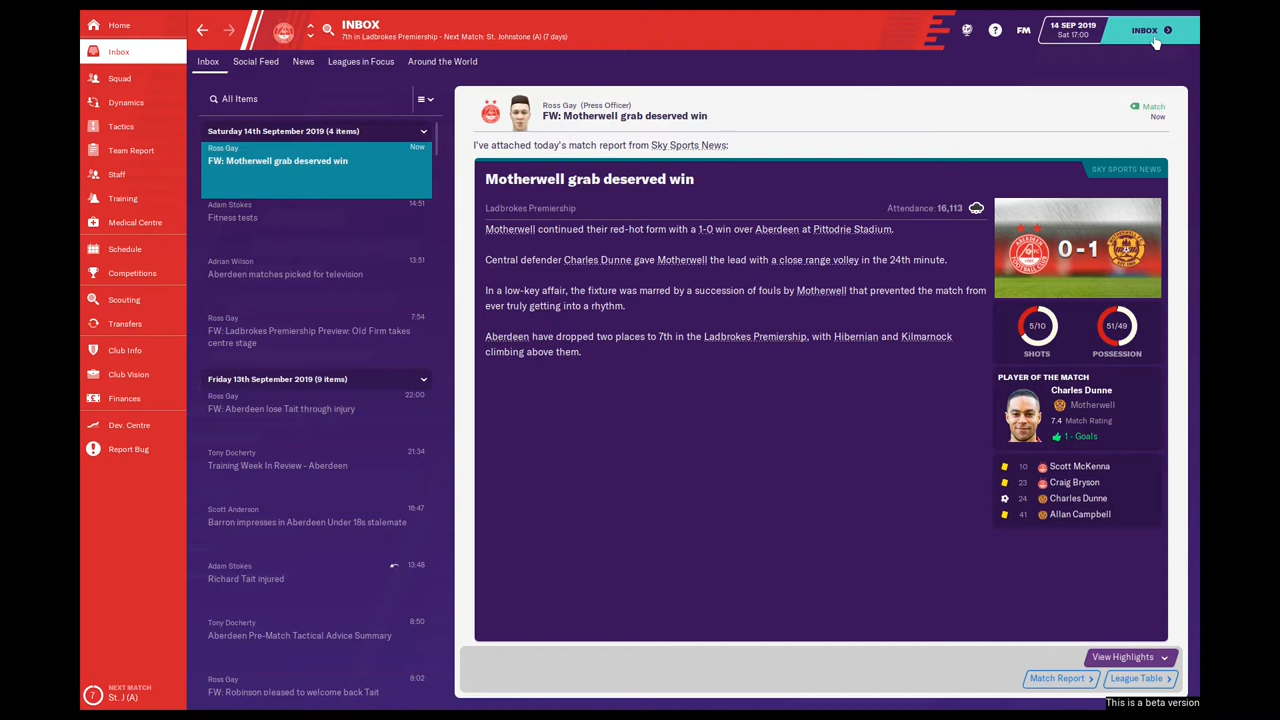 Home
Inbox
Squad
Dynamics
Tactics
Team Report
Staff
Training
Medical Centre
Schedule
Competitions
Scouting
Transfers
Club Info
Club Vision
Finances
Dev. Centre
Report Bug
7
NEXT MATCH
St. J (A)
INBOX
7th in Ladbrokes Premiership - Next Match: St. Johnstone (A) (7 days)
?
FM
14 SEP 2019
Sat 17:00
INBOX
Inbox
Social Feed
News
Leagues in Focus
Around the World
All Items
Saturday 14th September 2019 (4 items)
Ross Gay Now
FW: Motherwell grab deserved win
Adam Stokes 14:51
Fitness tests
Adrian Wilson 13:51
Aberdeen matches picked for television
Ross Gay 7:54
FW: Ladbrokes Premiership Preview: Old Firm takes
centre stage
Friday 13th September 2019 (9 items)
Ross Gay 22:00
FW: Aberdeen lose Tait through injury
Tony Docherty 21:34
Training Week In Review - Aberdeen
Scott Anderson 16:47
Barron impresses in Aberdeen Under 18s stalemate
Adam Stokes 13:48
Richard Tait injured
Tony Docherty 8:50
Aberdeen Pre-Match Tactical Advice Summary
Ross Gay 8:02
FW: Robinson pleased to welcome back Tait
Ross Gay (Press Officer)
FW: Motherwell grab deserved win
Match
Now
I've attached today's match report from Sky Sports News:
SKY SPORTS NEWS
Motherwell grab deserved win
Ladbrokes Premiership
Attendance: 16,113
Motherwell continued their red-hot form with a 1-0 win over Aberdeen at Pittodrie Stadium.
Central defender Charles Dunne gave Motherwell the lead with a close range volley in the 24th minute.
In a low-key affair, the fixture was marred by a succession of fouls by Motherwell that prevented the match from
ever truly getting into a rhythm.
Aberdeen have dropped two places to 7th in the Ladbrokes Premiership, with Hibernian and Kilmarnock
climbing above them.
0 - 1
5/10
SHOTS
51/49
POSSESSION
PLAYER OF THE MATCH
Charles Dunne
Motherwell
7.4 Match Rating
1 - Goals
10 Scott McKenna
23 Craig Bryson
24 Charles Dunne
41 Allan Campbell
View Highlights
Match Report
League Table
This is a beta version